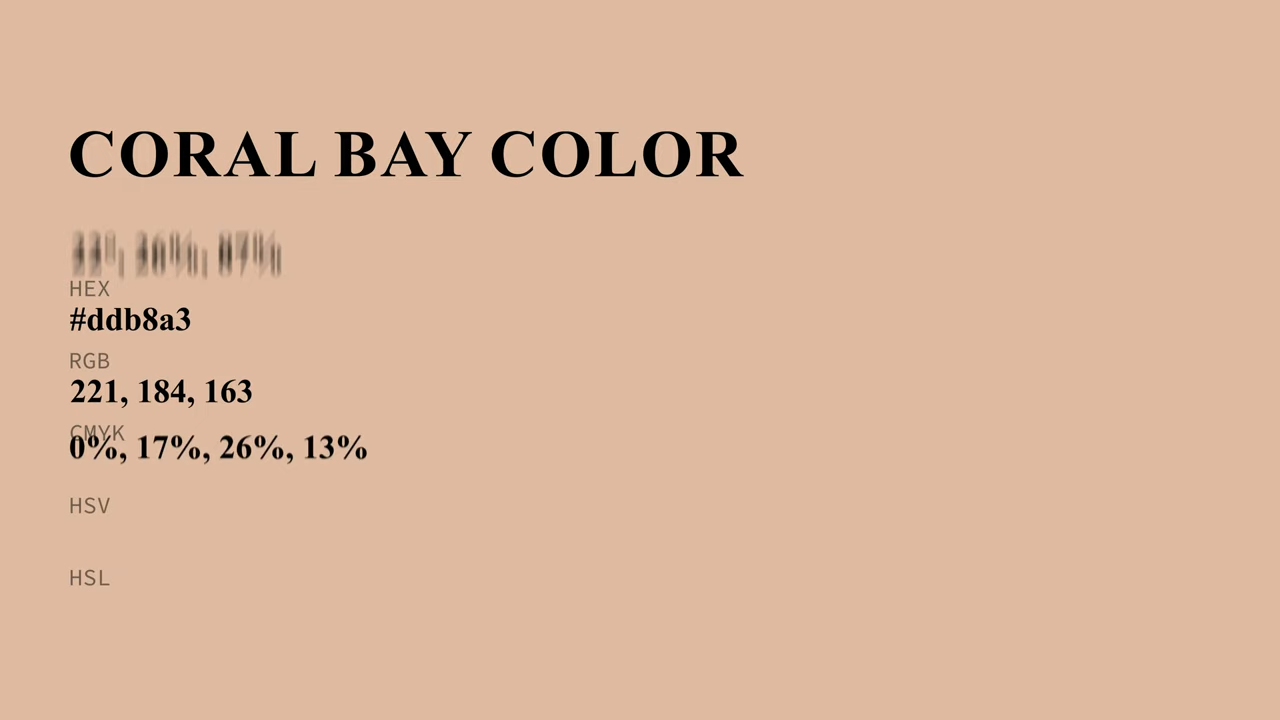 CORAL BAY COLOR
HEX
#ddb8a3
RGB
221, 184, 163
CMYK
0%, 17%, 26%, 13%
HSV
HSL